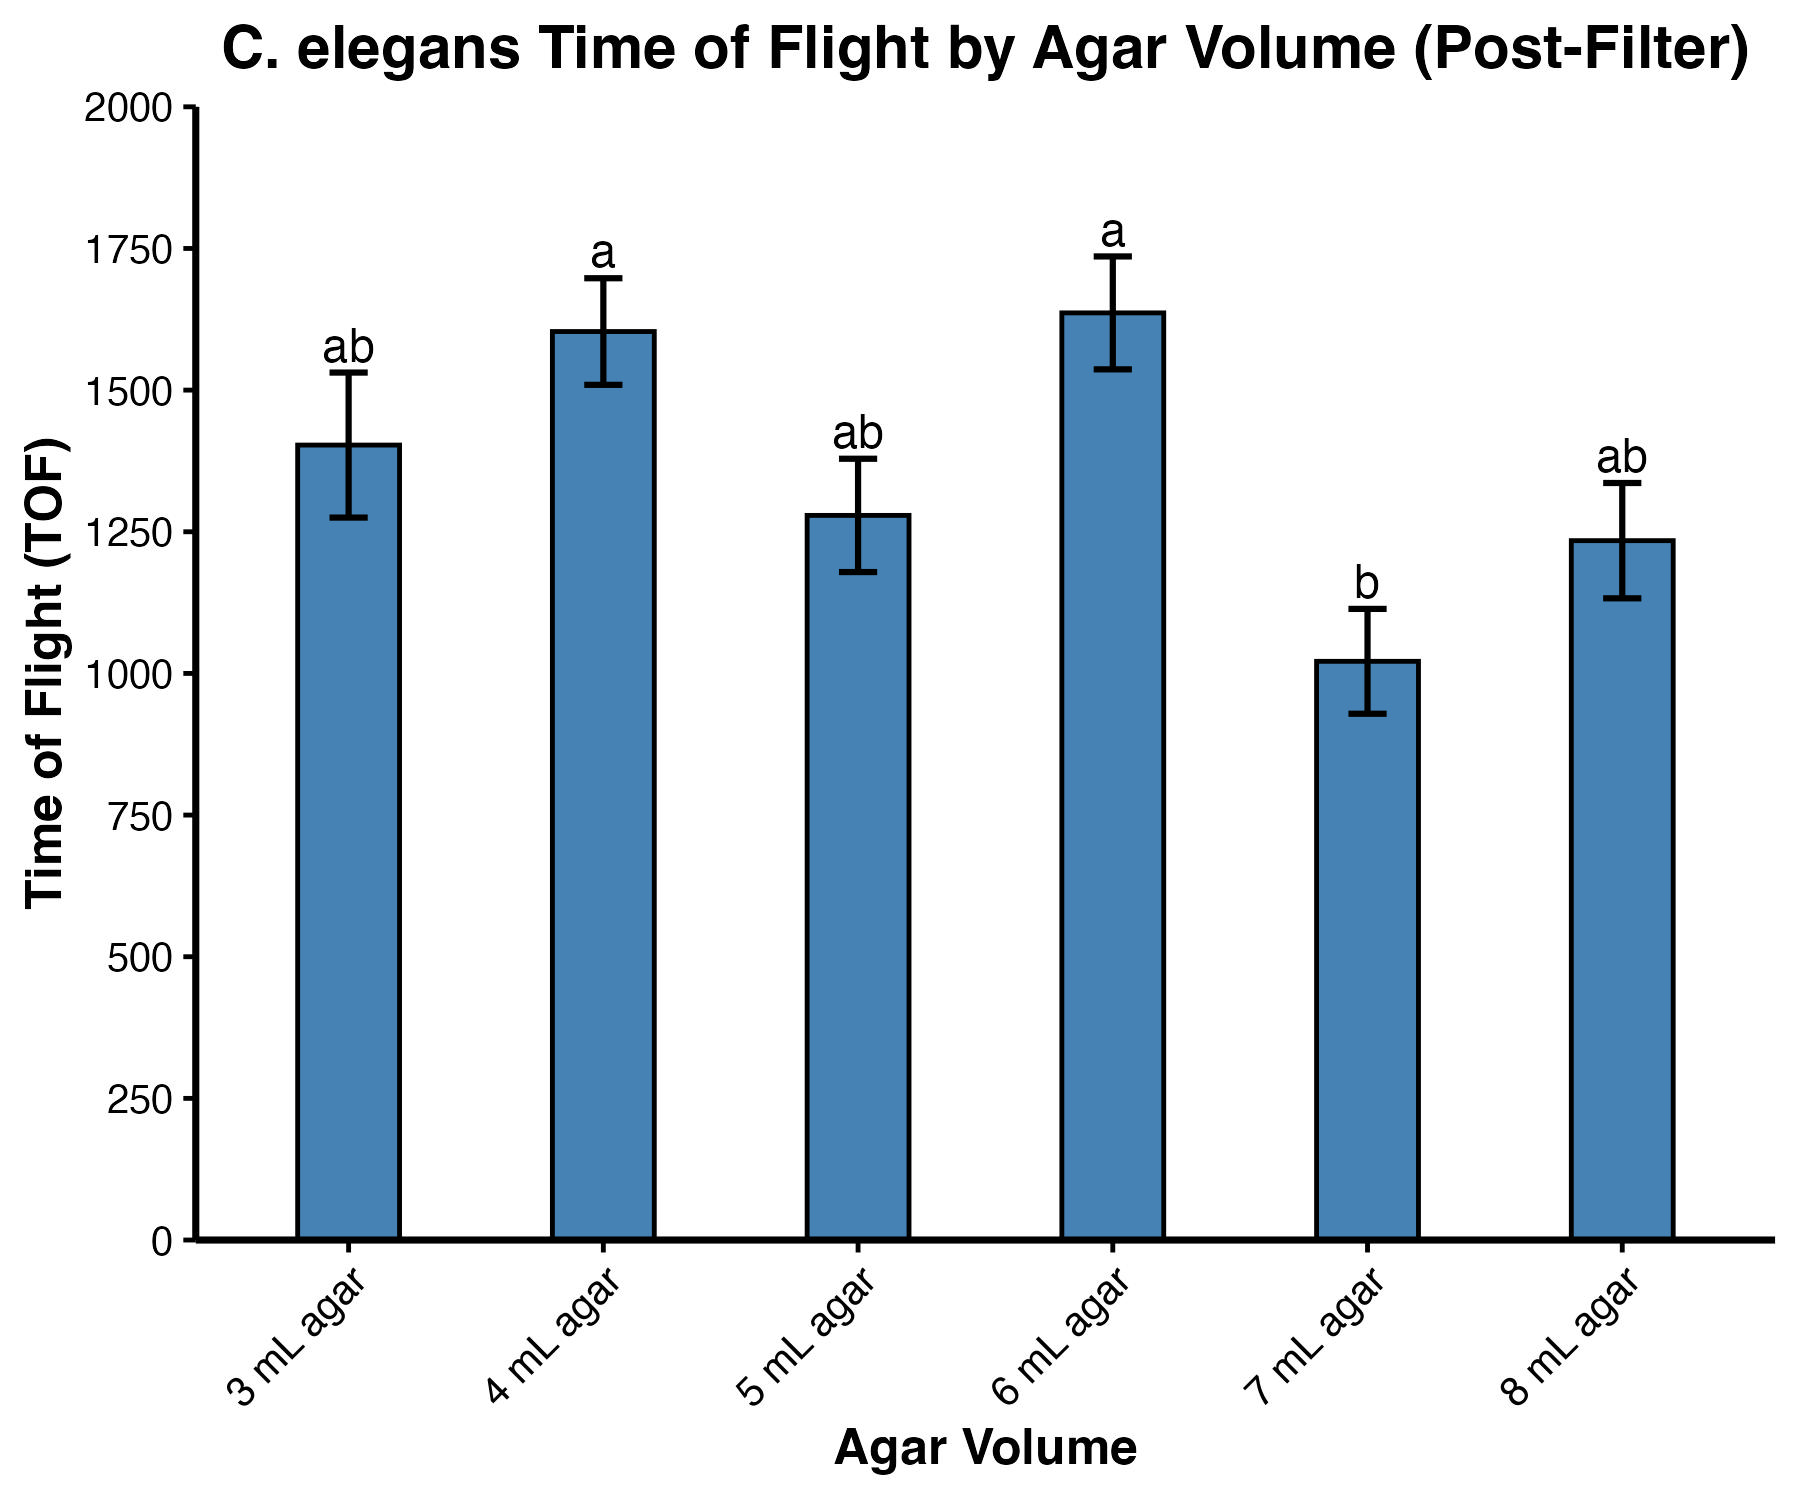 C. elegans Time of Flight by Agar Volume (Post-Filter)
Time of Flight (TOF)
2000
1750
1500
1250
1000
750
500
250
0
ab
a
ab
a
b
ab
3 mL agar
4 mL agar
5 mL agar
6 mL agar
7 mL agar
8 mL agar
Agar Volume